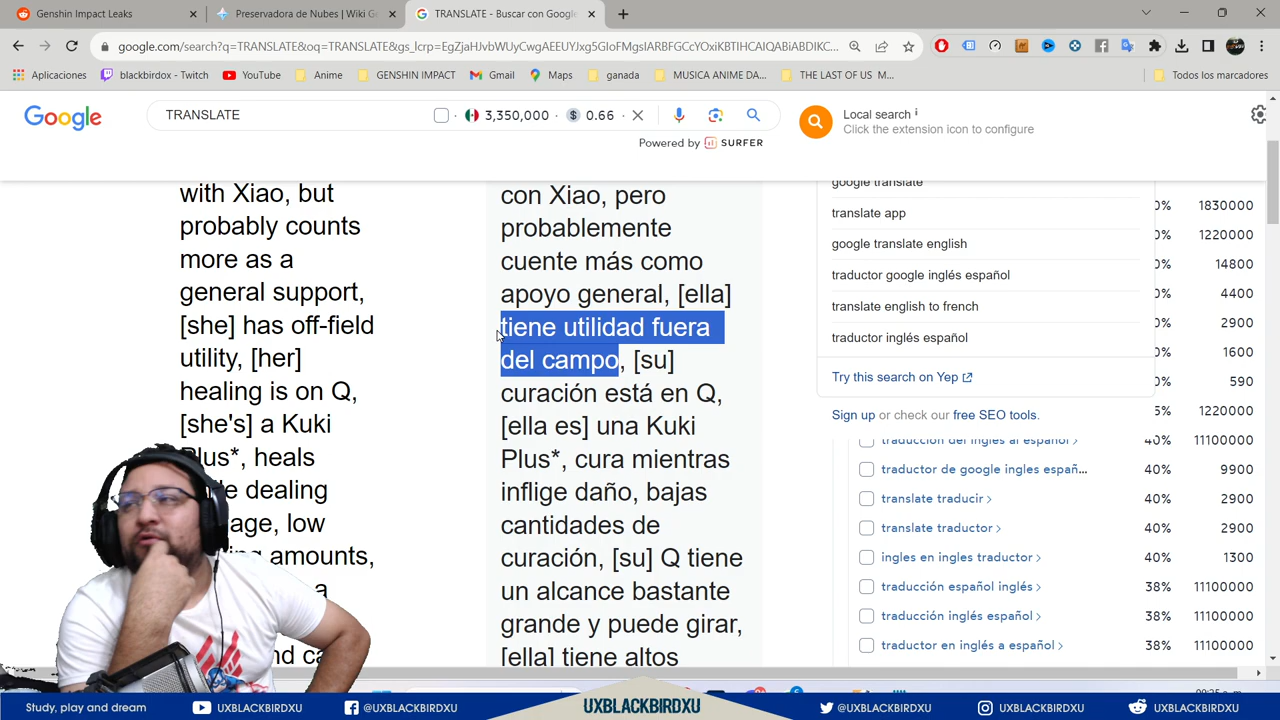 Genshin Impact Leaks
Preservadora de Nubes | Wiki G
TRANSLATE - Buscar con Google
google.com/search?q=TRANSLATE&oq=TRANSLATE&gs_lcrp=EgZjaHJvbWUyCwgAEEUYJxg5GIoFMgsIARBFGCcYOxiKBTIHCAIQABiABDIKC...
Aplicaciones
blackbirdox - Twitch
YouTube
Anime
GENSHIN IMPACT
Gmail
Maps
ganada
MUSICA ANIME DA...
THE LAST OF US M...
Todos los marcadores
Google
TRANSLATE
3,350,000 · $ 0.66
Powered by SURFER
Local search
Click the extension icon to configure
with Xiao, but
probably counts
more as a
general support,
[she] has off-field
utility, [her]
healing is on Q,
[she's] a Kuki
Plus*, heals
dealing
low
amounts,
a
con Xiao, pero
probablemente
cuente más como
apoyo general, [ella]
tiene utilidad fuera
del campo, [su]
curación está en Q,
[ella es] una Kuki
Plus*, cura mientras
inflige daño, bajas
cantidades de
curación, [su] Q tiene
un alcance bastante
grande y puede girar,
[ella] tiene altos
google translate
translate app
google translate english
traductor google inglés español
translate english to french
traductor inglés español
Try this search on Yep
Sign up or check our free SEO tools.
0% 1830000
0% 1220000
0% 14800
0% 4400
0% 2900
0% 1600
0% 590
5% 1220000
traducción del inglés al español 40% 11100000
traductor de google ingles españ... 40% 9900
translate traducir 40% 2900
translate traductor 40% 2900
ingles en ingles traductor 40% 1300
traducción español inglés 38% 11100000
traducción inglés español 38% 11100000
traductor en inglés a español 38% 11100000
Study, play and dream
UXBLACKBIRDXU
@UXBLACKBIRDXU
UXBLACKBIRDXU
@UXBLACKBIRDXU
UXBLACKBIRDXU
UXBLACKBIRDXU